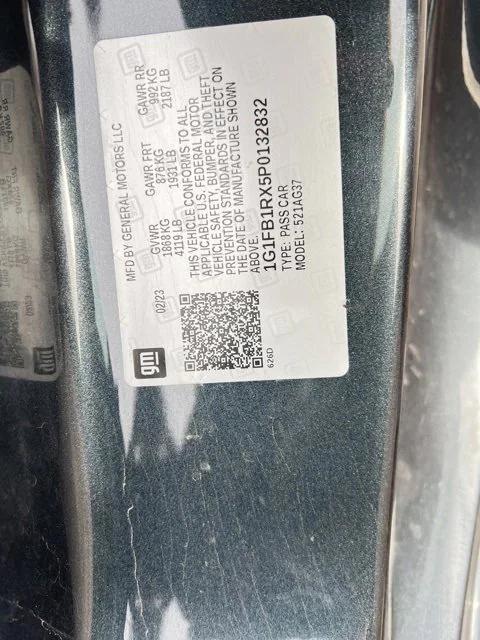 MFD BY GENERAL MOTORS LLC
02/23
GVWR GAWR FRT GAWR RR
1868 KG 876 KG 992 KG
4119 LB 1931 LB 2187 LB
THIS VEHICLE CONFORMS TO ALL
APPLICABLE U.S. FEDERAL MOTOR
VEHICLE SAFETY, BUMPER, AND THEFT
PREVENTION STANDARDS IN EFFECT ON
THE DATE OF MANUFACTURE SHOWN
ABOVE.
1G1FB1RX5P0132832
TYPE: PASS CAR
MODEL: 521AG37
gm
626D